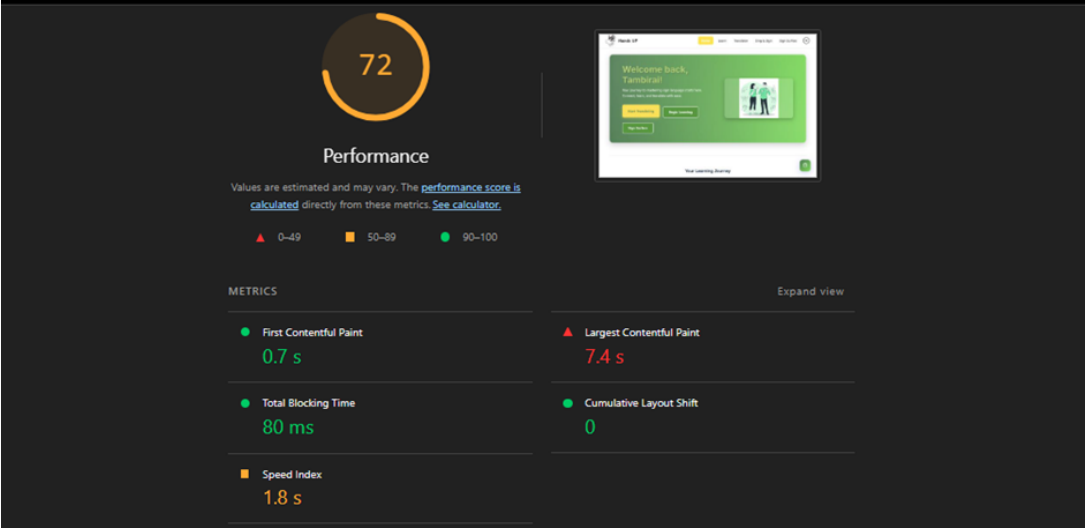 72
Performance
Values are estimated and may vary. The performance score is
calculated directly from these metrics. See calculator.
0–49
50–89
90–100
Hands UP
Welcome back,
Tambirai!
Your Learning Journey
METRICS
Expand view
First Contentful Paint
0.7 s
Largest Contentful Paint
7.4 s
Total Blocking Time
80 ms
Cumulative Layout Shift
0
Speed Index
1.8 s